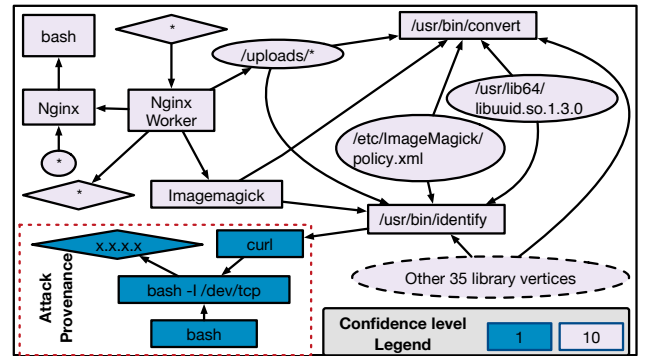 bash
*
/usr/bin/convert
/uploads/*
Nginx
Nginx
Worker
/usr/lib64/
libuuid.so.1.3.0
*
/etc/ImageMagick/
policy.xml
*
Imagemagick
/usr/bin/identify
x.x.x.x
curl
Attack
Provenance
bash -I /dev/tcp
Other 35 library vertices
bash
Confidence level
Legend
1
10